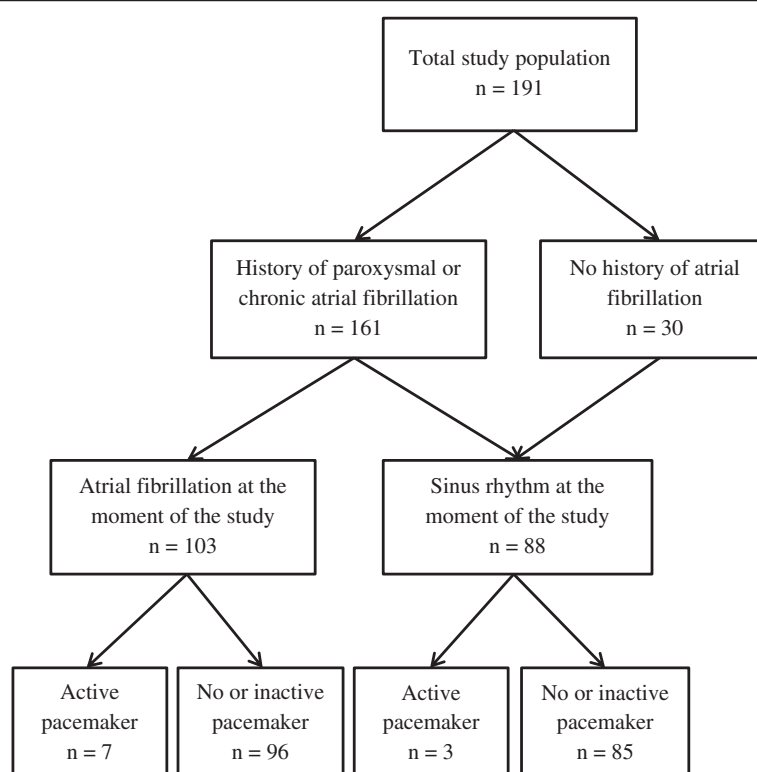 Total study population
n = 191
History of paroxysmal or
chronic atrial fibrillation
n = 161
No history of atrial
fibrillation
n = 30
Atrial fibrillation at the
moment of the study
n = 103
Sinus rhythm at the
moment of the study
n = 88
Active
pacemaker
n = 7
No or inactive
pacemaker
n = 96
Active
pacemaker
n = 3
No or inactive
pacemaker
n = 85